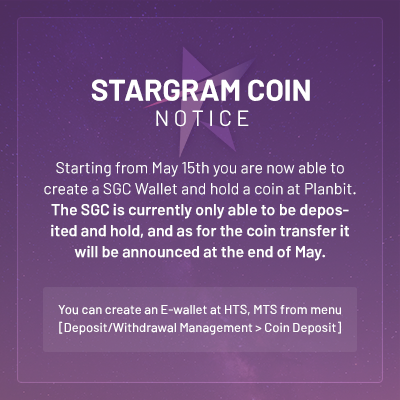 STARGRAM COIN
NOTICE
Starting from May 15th you are now able to
create a SGC Wallet and hold a coin at Planbit.
The SGC is currently only able to be depos-
ited and hold, and as for the coin transfer it
will be announced at the end of May.
You can create an E-wallet at HTS, MTS from menu
[Deposit/Withdrawal Management > Coin Deposit]